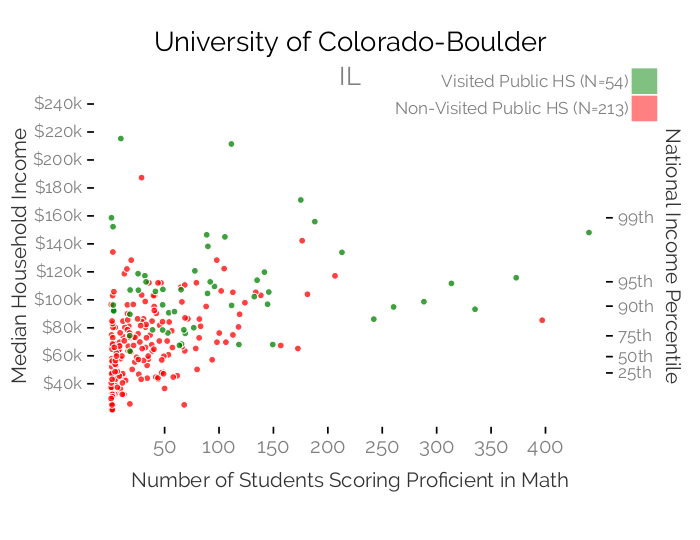 University of Colorado-Boulder
IL
Visited Public HS (N=54)
Non-Visited Public HS (N=213)
Median Household Income
$240k
$220k
$200k
$180k
$160k
$140k
$120k
$100k
$80k
$60k
$40k
National Income Percentile
99th
95th
90th
75th
50th
25th
50 100 150 200 250 300 350 400
Number of Students Scoring Proficient in Math